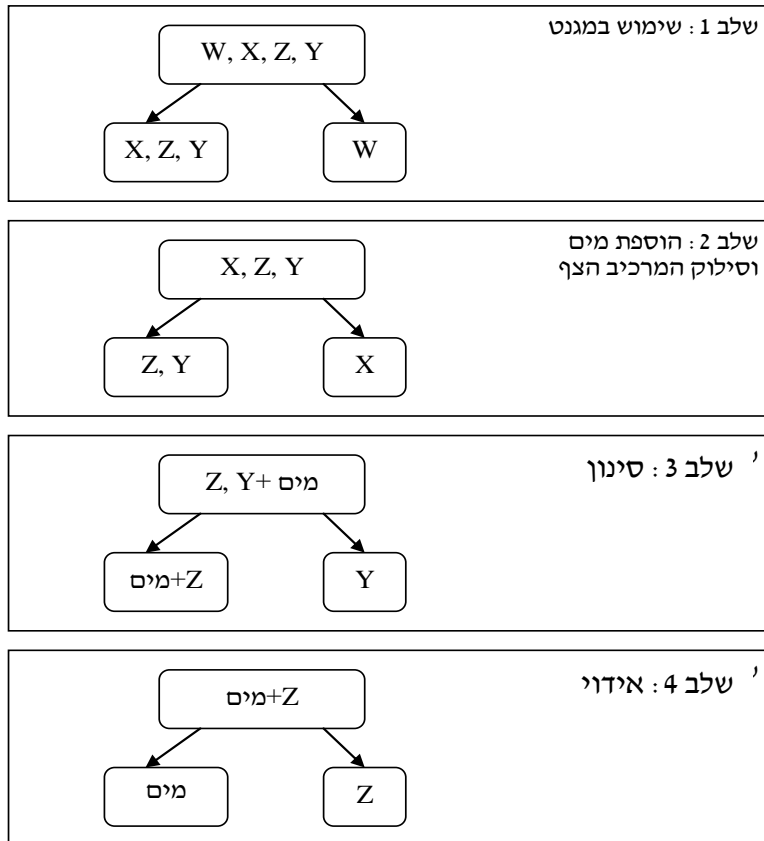 שלב 1 : שימוש במגנט
W, X, Z, Y
X, Z, Y
W
שלב 2 : הוספת מים
וסילוק המרכיב הצף
X, Z, Y
Z, Y
X
' שלב 3 : סינון
Z, Y+ מים
מים+Z
Y
' שלב 4 : אידוי
מים+Z
מים
Z